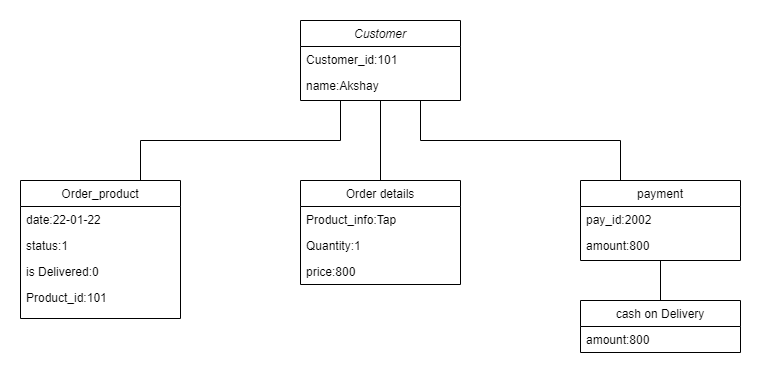 Customer
Customer_id:101
name:Akshay
Order_product
date:22-01-22
status:1
is Delivered:0
Product_id:101
Order details
Product_info:Tap
Quantity:1
price:800
payment
pay_id:2002
amount:800
cash on Delivery
amount:800